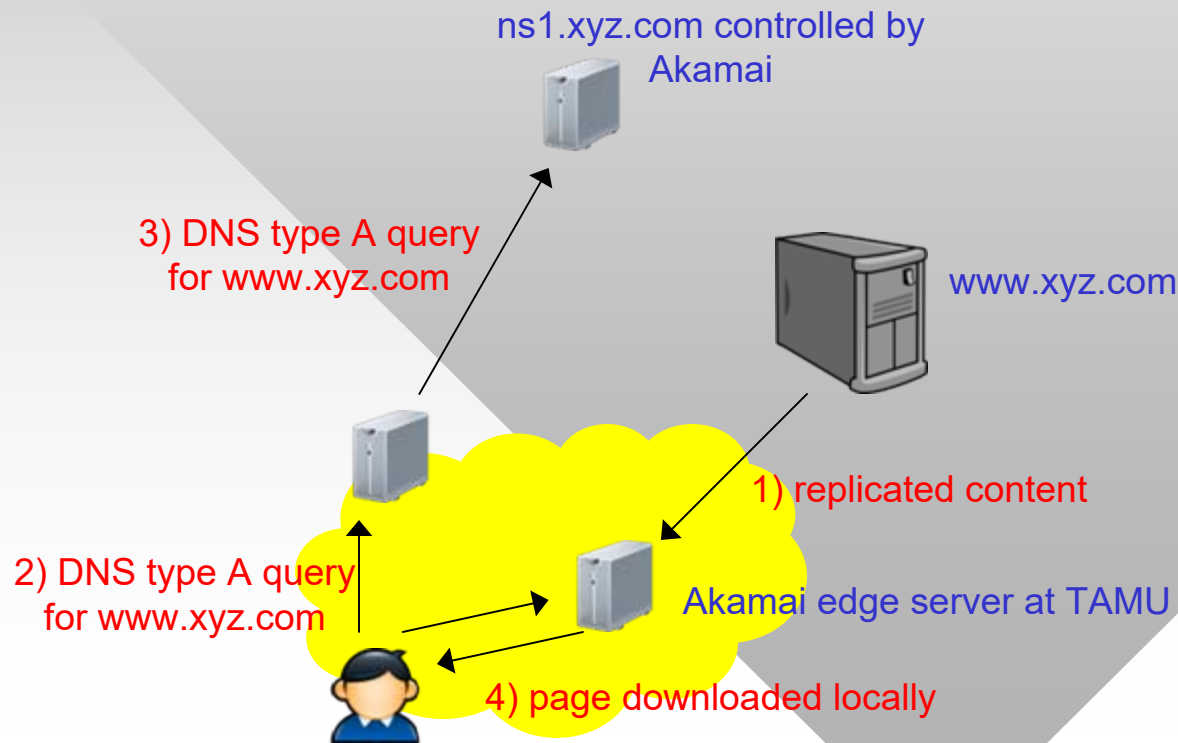 ns1.xyz.com controlled by
Akamai
3) DNS type A query
for www.xyz.com
www.xyz.com
1) replicated content
2) DNS type A query
for www.xyz.com
Akamai edge server at TAMU
4) page downloaded locally